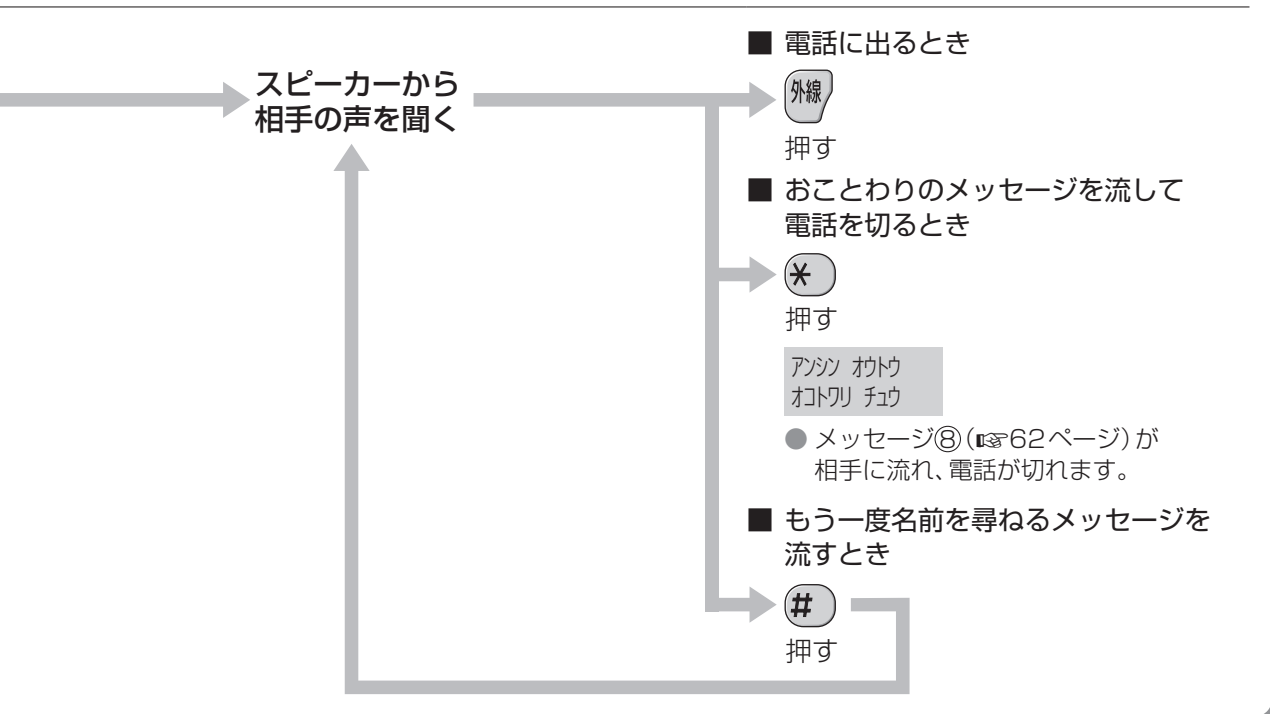 スピーカーから
相手の声を聞く
■ 電話に出るとき
外線
押す
■ おことわりのメッセージを流して
電話を切るとき
＊
押す
ｱﾝｼﾝ ｵｳﾄｳ
ｵｺﾄﾜﾘ ﾁｭｳ
● メッセージ⑧(☞62ページ)が
相手に流れ、電話が切れます。
■ もう一度名前を尋ねるメッセージを
流すとき
#
押す